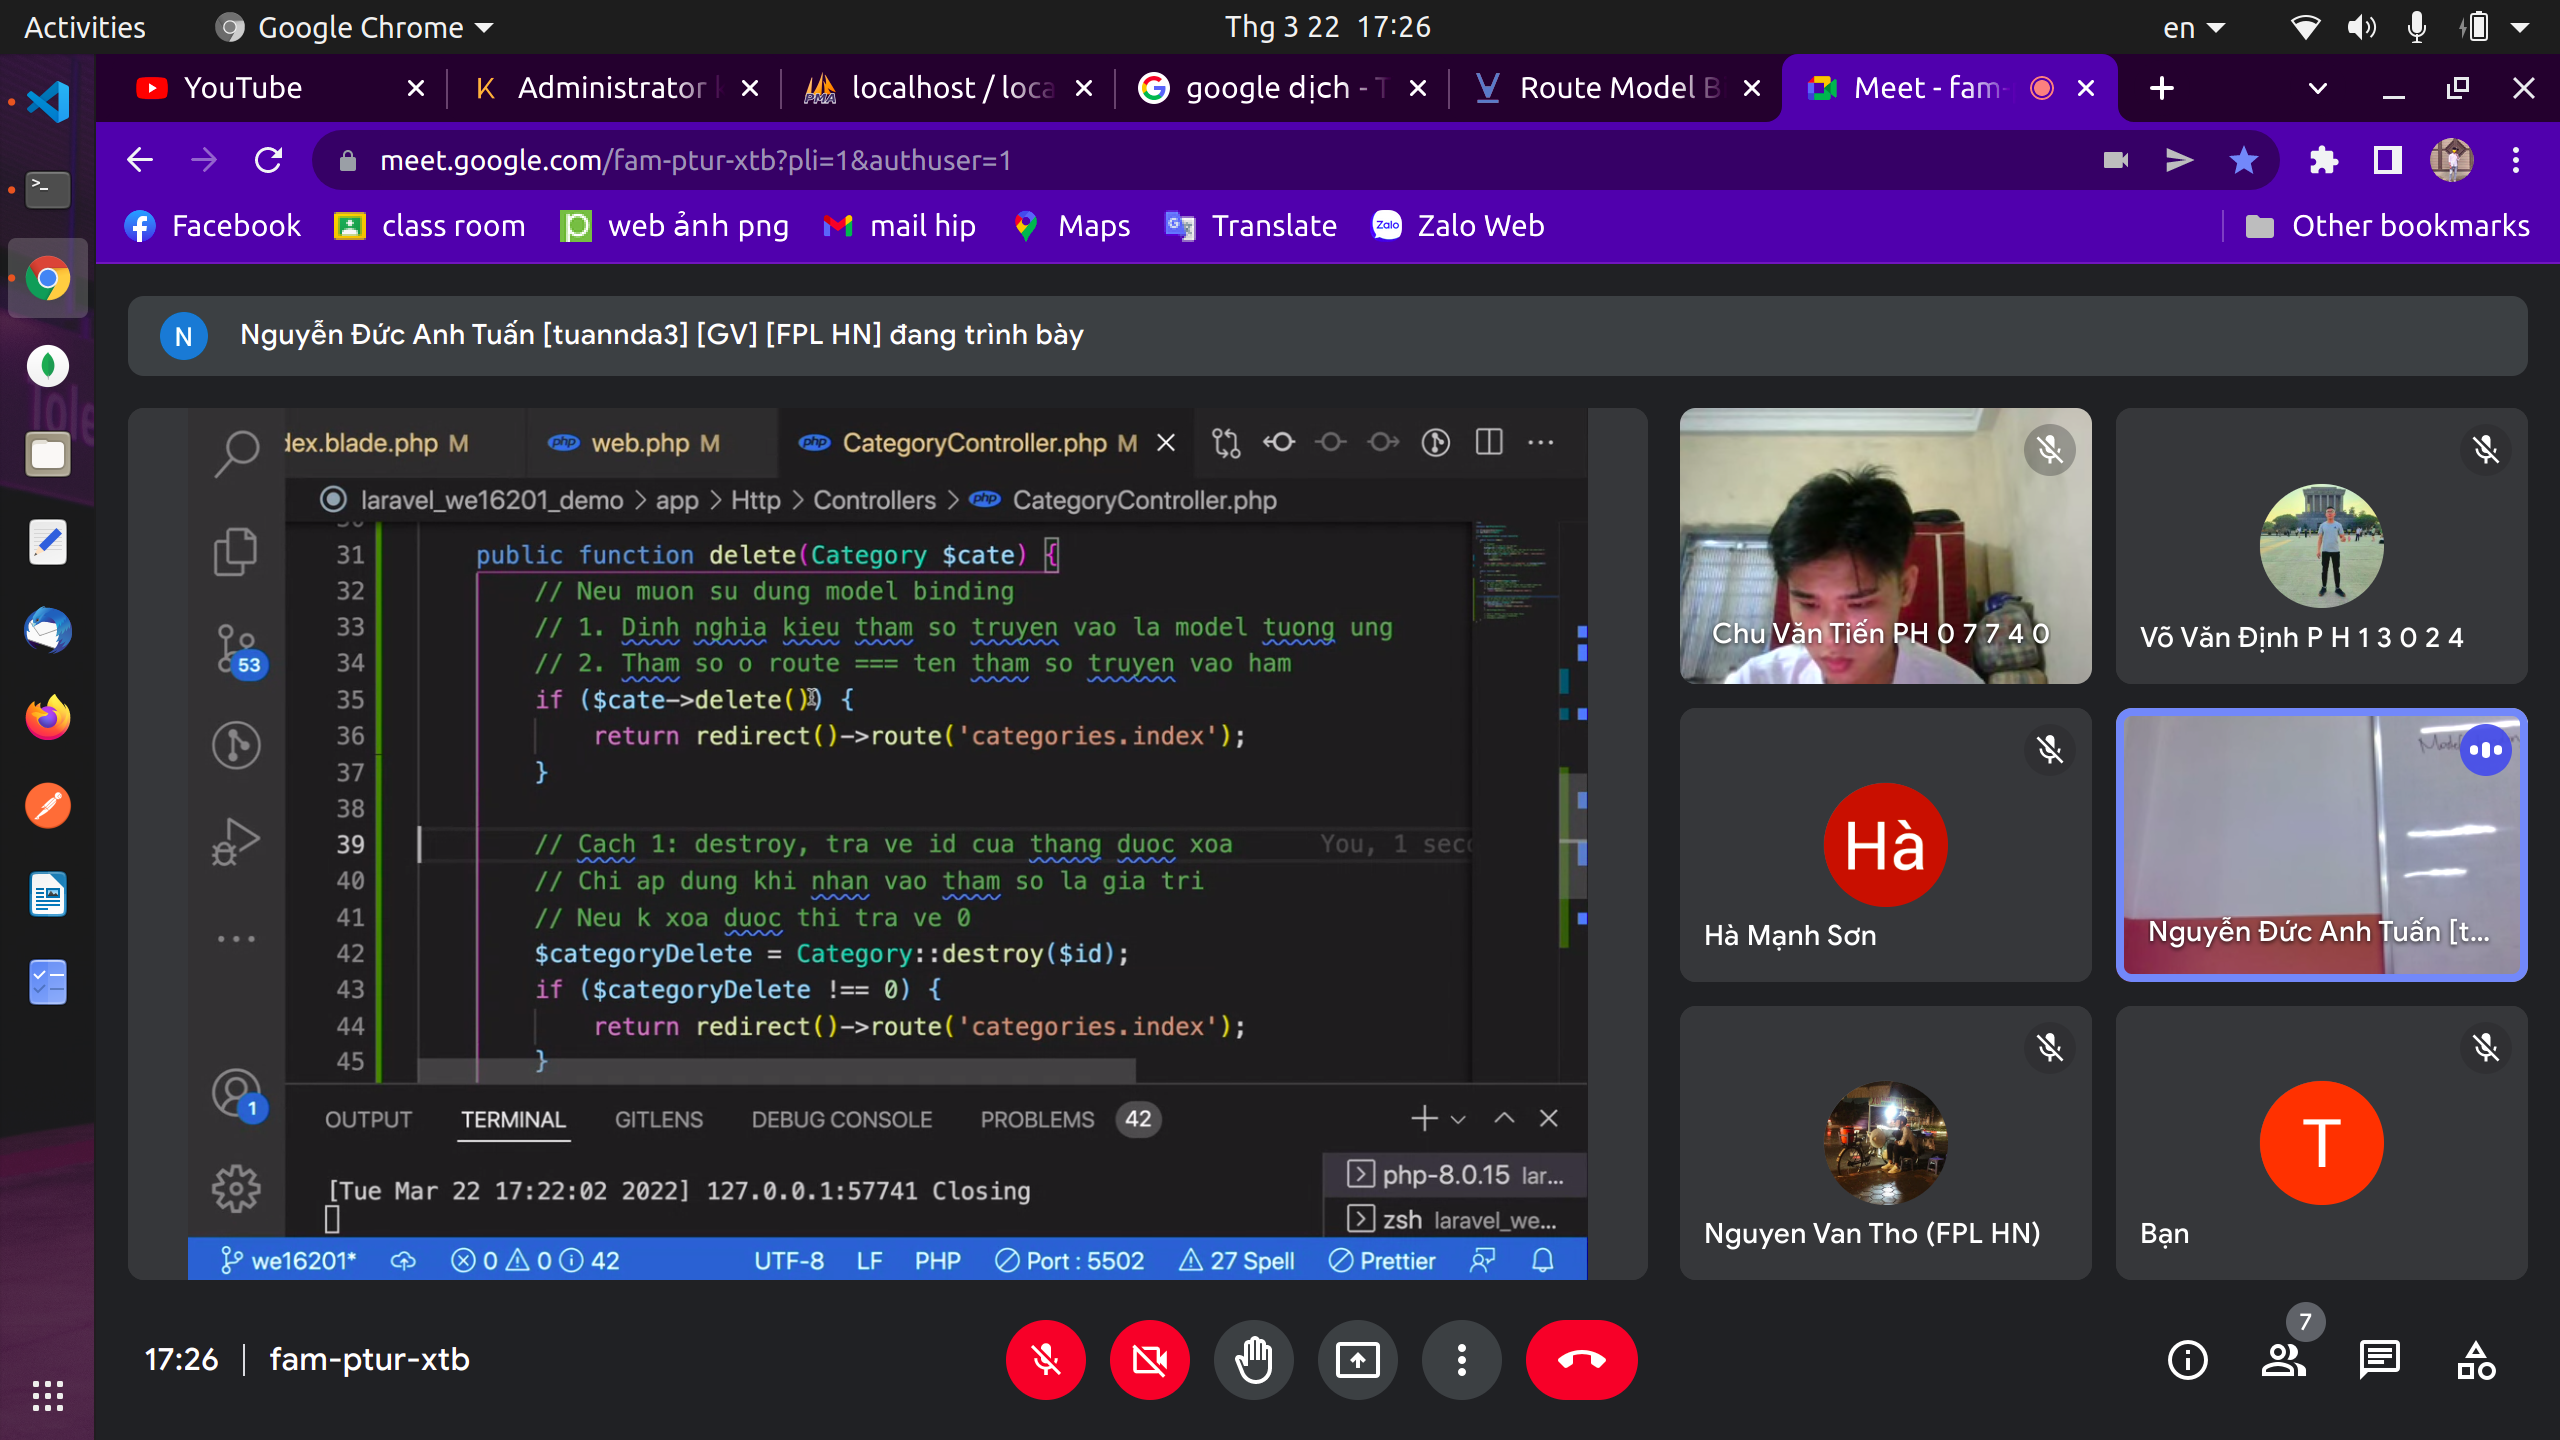 Activities
Google Chrome
Thg 3 22 17:26
en
YouTube
Administrator
localhost / loca
google dịch - T
Route Model B
Meet - fam-
meet.google.com/fam-ptur-xtb?pli=1&authuser=1
Facebook
class room
web ảnh png
mail hip
Maps
Translate
Zalo Web
Other bookmarks
N
Nguyễn Đức Anh Tuấn [tuannda3] [GV] [FPL HN] đang trình bày
dex.blade.php M
web.php M
CategoryController.php M
laravel_we16201_demo > app > Http > Controllers > CategoryController.php
31 public function delete(Category $cate) {
32 // Neu muon su dung model binding
33 // 1. Dinh nghia kieu tham so truyen vao la model tuong ung
34 // 2. Tham so o route === ten tham so truyen vao ham
35 if ($cate->delete()) {
36 return redirect()->route('categories.index');
37 }
38
39 // Cach 1: destroy, tra ve id cua thang duoc xoa You, 1 sec
40 // Chi ap dung khi nhan vao tham so la gia tri
41 // Neu k xoa duoc thi tra ve 0
42 $categoryDelete = Category::destroy($id);
43 if ($categoryDelete !== 0) {
44 return redirect()->route('categories.index');
45 }
53
1
OUTPUT TERMINAL GITLENS DEBUG CONSOLE PROBLEMS 42
[Tue Mar 22 17:22:02 2022] 127.0.0.1:57741 Closing
php-8.0.15 lar...
zsh laravel_we...
we16201* 0 0 42 UTF-8 LF PHP Port : 5502 27 Spell Prettier
Chu Văn Tiến PH 0 7 7 4 0
Võ Văn Định P H 1 3 0 2 4
Hà
Hà Mạnh Sơn
Nguyễn Đức Anh Tuấn [t...
Nguyen Van Tho (FPL HN)
T
Bạn
17:26 | fam-ptur-xtb
7